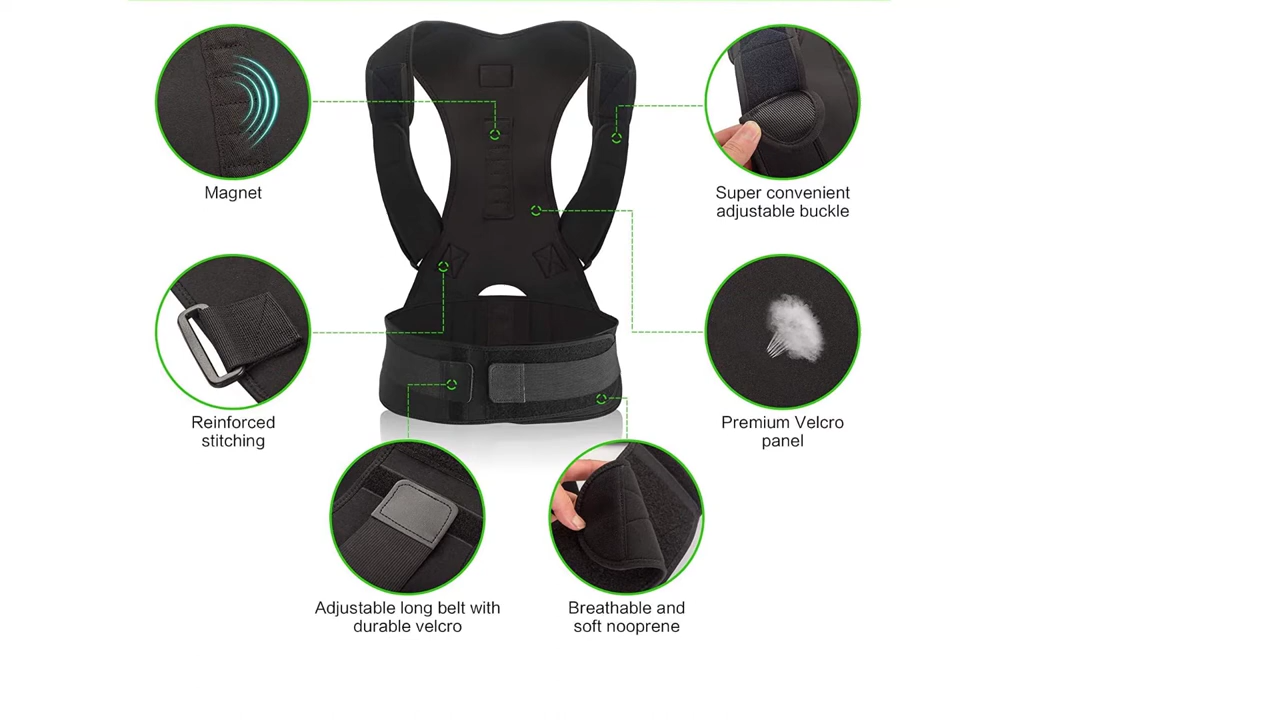 Magnet
Super convenient
adjustable buckle
Reinforced
stitching
Premium Velcro
panel
Adjustable long belt with
durable velcro
Breathable and
soft nooprene